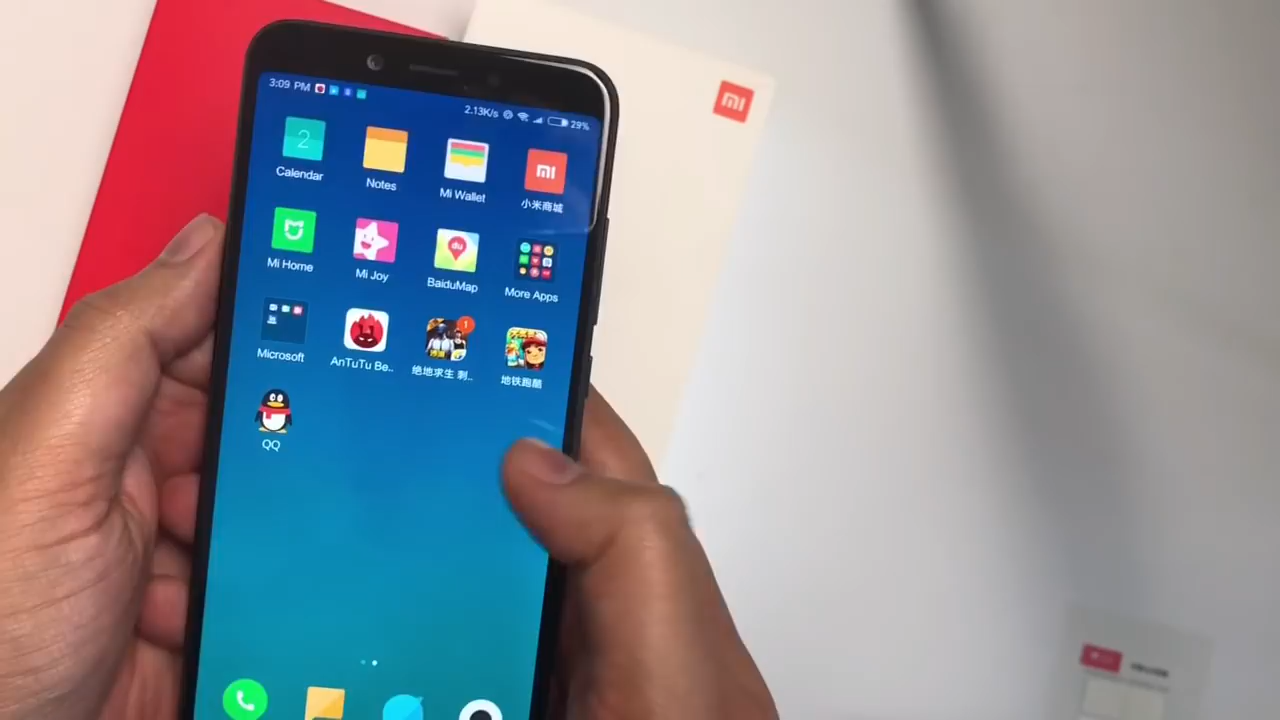 3:09 PM
2.13K/s
29%
2
Calendar
Notes
Mi Wallet
mi
小米商城
mi
Mi Home
Mi Joy
du
BaiduMap
More Apps
Microsoft
AnTuTu Be..
1
绝地求生 刺..
地铁跑酷
QQ